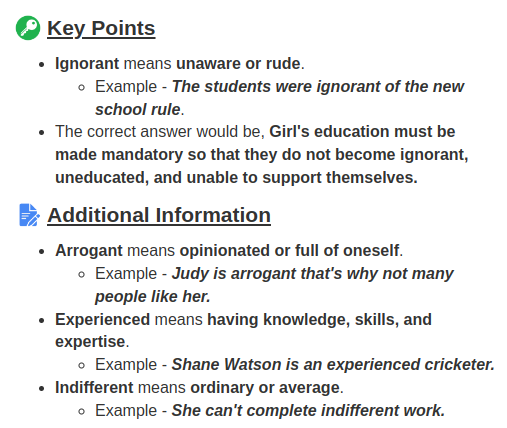 Key Points
Ignorant means unaware or rude.
Example - The students were ignorant of the new
school rule.
The correct answer would be, Girl's education must be
made mandatory so that they do not become ignorant,
uneducated, and unable to support themselves.
Additional Information
Arrogant means opinionated or full of oneself.
Example - Judy is arrogant that's why not many
people like her.
Experienced means having knowledge, skills, and
expertise.
Example - Shane Watson is an experienced cricketer.
Indifferent means ordinary or average.
Example - She can't complete indifferent work.